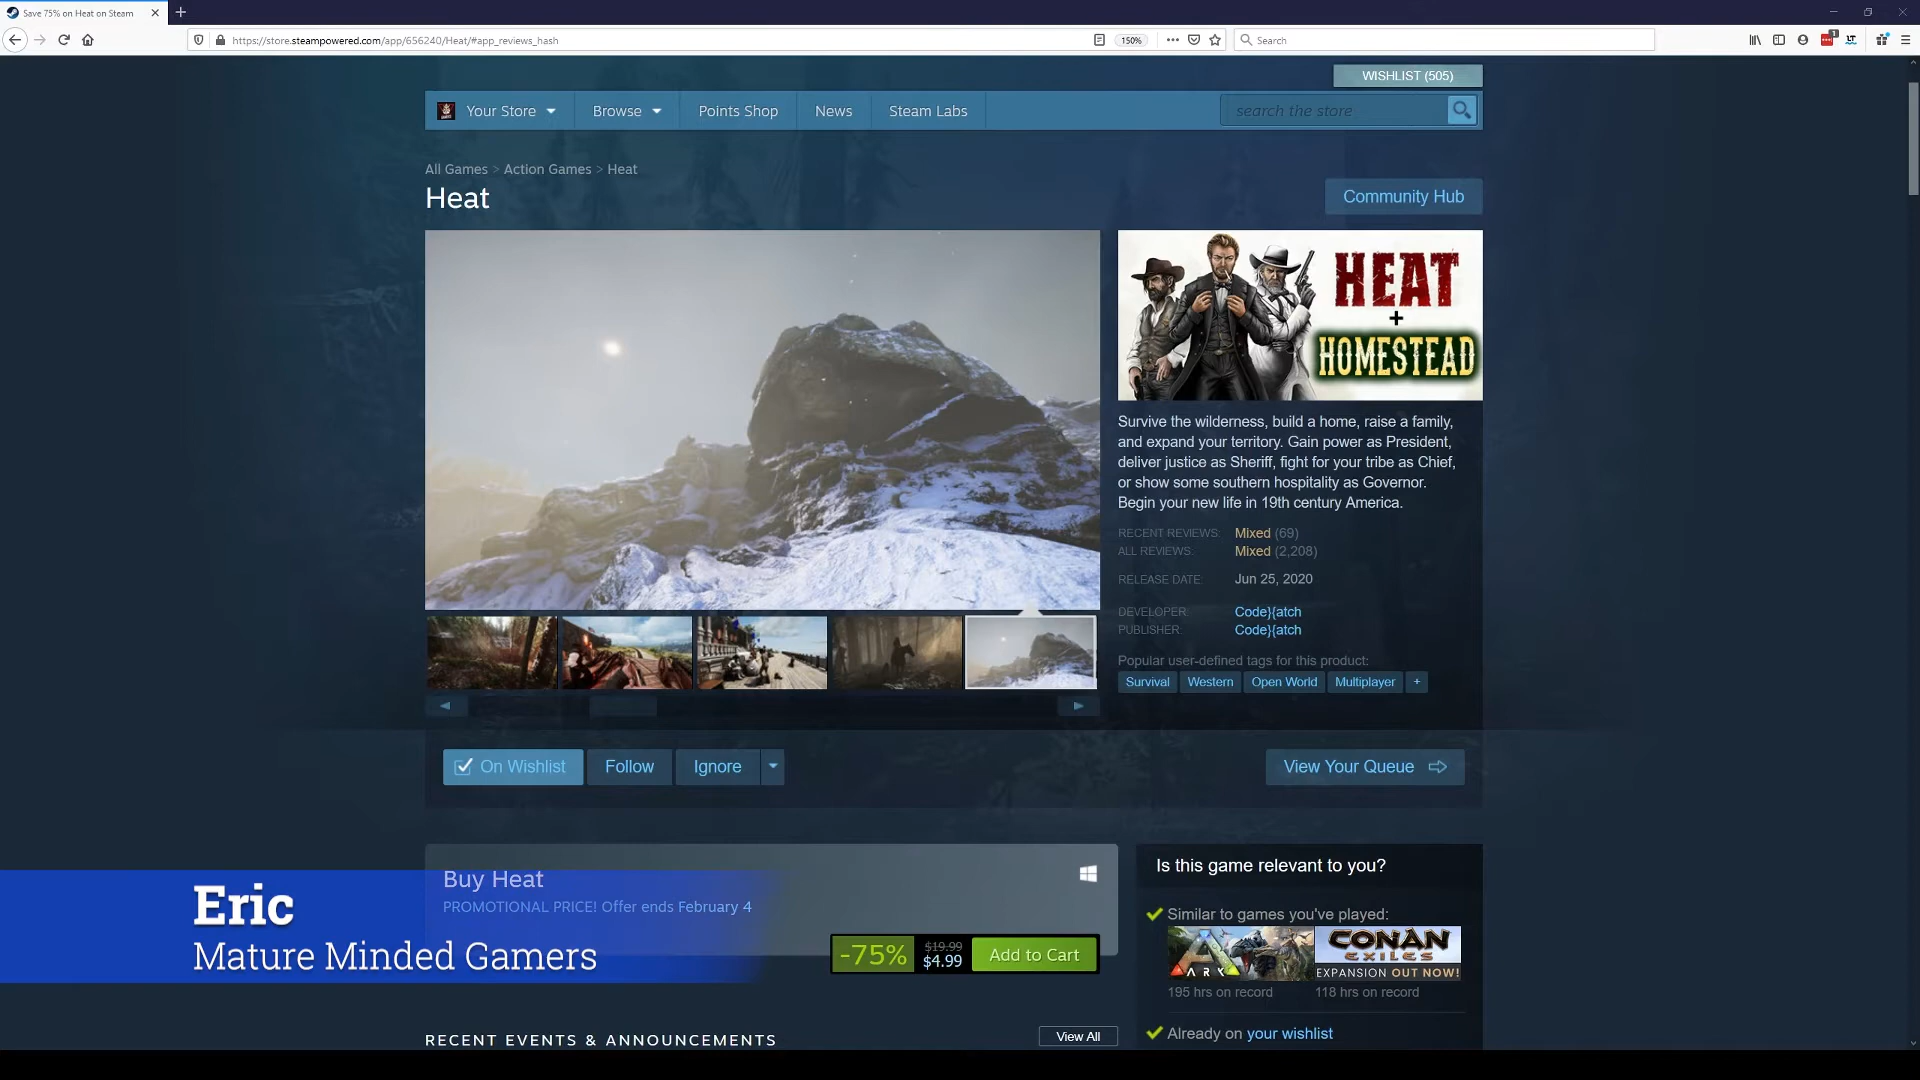 Save 75% on Heat on Steam
https://store.steampowered.com/app/656240/Heat/#app_reviews_hash
150%
Search
1
WISHLIST (505)
Your Store
Browse
Points Shop
News
Steam Labs
search the store
All Games > Action Games > Heat
Heat
Community Hub
HEAT
+
HOMESTEAD
Survive the wilderness, build a home, raise a family,
and expand your territory. Gain power as President,
deliver justice as Sheriff, fight for your tribe as Chief,
or show some southern hospitality as Governor.
Begin your new life in 19th century America.
RECENT REVIEWS: Mixed (69)
ALL REVIEWS: Mixed (2,208)
RELEASE DATE: Jun 25, 2020
DEVELOPER: Code}{atch
PUBLISHER: Code}{atch
Popular user-defined tags for this product:
Survival Western Open World Multiplayer +
On Wishlist
Follow
Ignore
View Your Queue
Buy Heat
PROMOTIONAL PRICE! Offer ends February 4
-75%
$19.99
$4.99
Add to Cart
Eric
Mature Minded Gamers
Is this game relevant to you?
Similar to games you've played:
ARK
CONAN
EXILES
EXPANSION OUT NOW!
195 hrs on record
118 hrs on record
Already on your wishlist
RECENT EVENTS & ANNOUNCEMENTS
View All